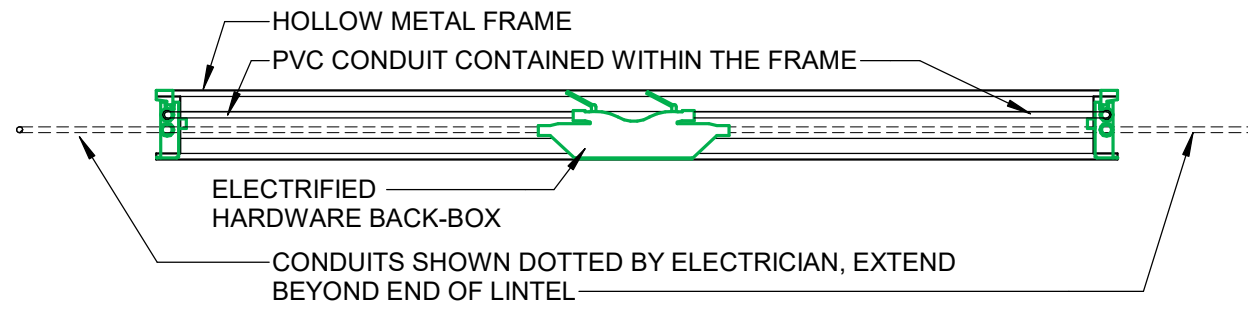 HOLLOW METAL FRAME
PVC CONDUIT CONTAINED WITHIN THE FRAME
ELECTRIFIED
HARDWARE BACK-BOX
CONDUITS SHOWN DOTTED BY ELECTRICIAN, EXTEND
BEYOND END OF LINTEL